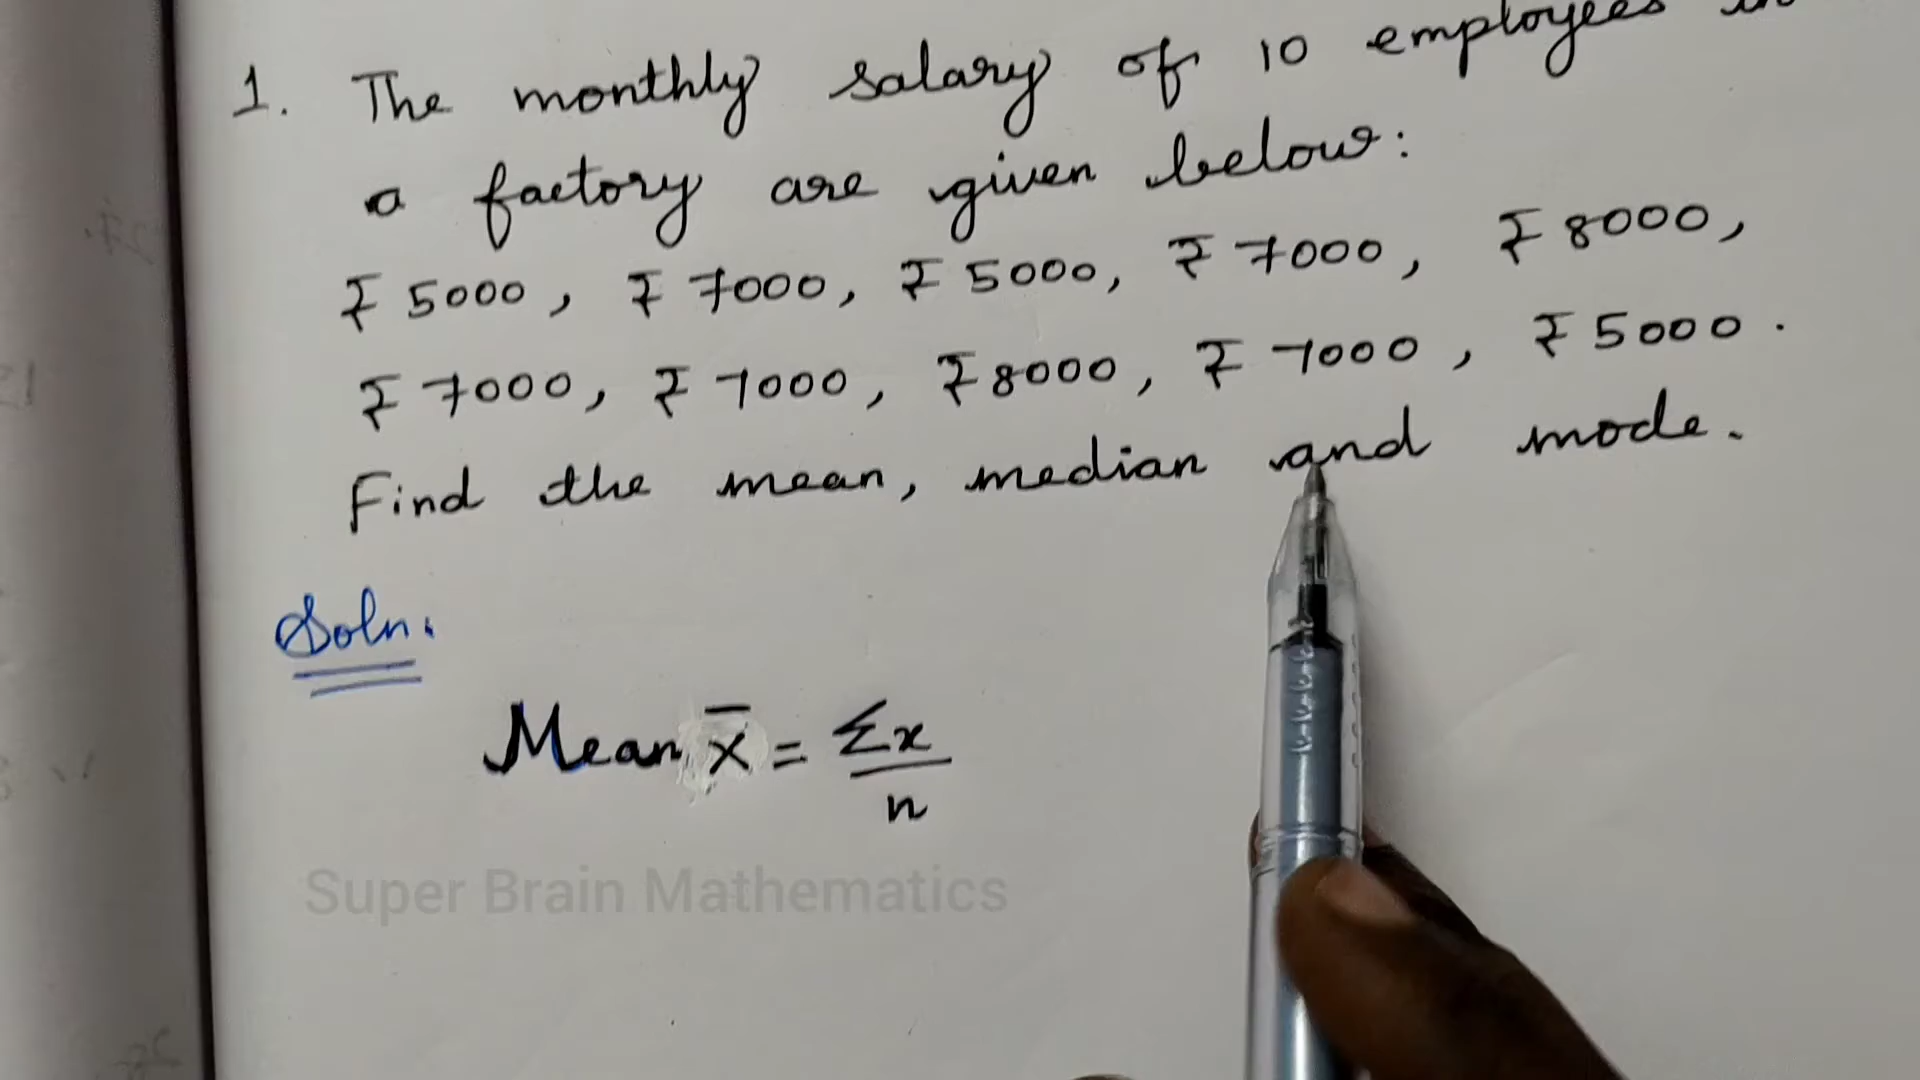 1. The monthly salary of 10 employees in
a factory are given below:
₹ 5000, ₹ 7000, ₹ 5000, ₹ 7000, ₹ 8000,
₹ 7000, ₹ 7000, ₹ 8000, ₹ 7000, ₹ 5000.
Find the mean, median and mode.
Soln.
Mean x̄ = Σx/n
Super Brain Mathematics